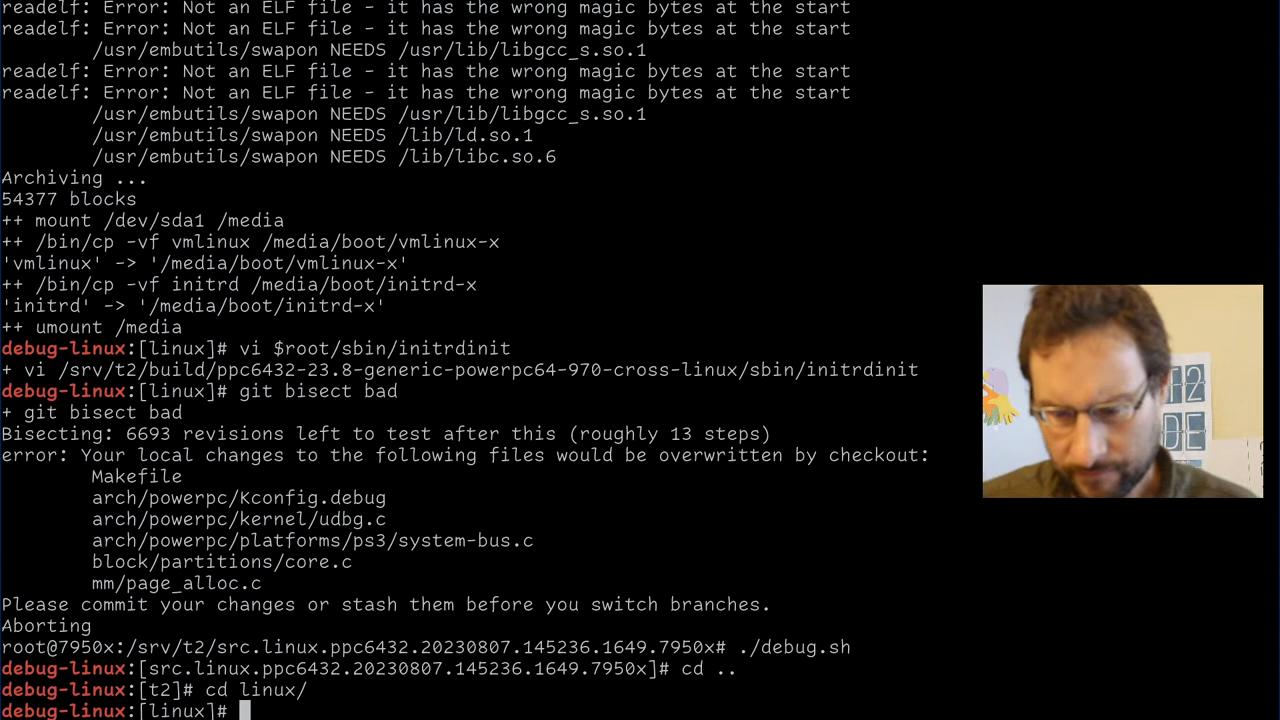 readelf: Error: Not an ELF file - it has the wrong magic bytes at the start
readelf: Error: Not an ELF file - it has the wrong magic bytes at the start
/usr/embutils/swapon NEEDS /usr/lib/libgcc_s.so.1
readelf: Error: Not an ELF file - it has the wrong magic bytes at the start
readelf: Error: Not an ELF file - it has the wrong magic bytes at the start
/usr/embutils/swapon NEEDS /usr/lib/libgcc_s.so.1
/usr/embutils/swapon NEEDS /lib/ld.so.1
/usr/embutils/swapon NEEDS /lib/libc.so.6
Archiving ...
54377 blocks
++ mount /dev/sda1 /media
++ /bin/cp -vf vmlinux /media/boot/vmlinux-x
'vmlinux' -> '/media/boot/vmlinux-x'
++ /bin/cp -vf initrd /media/boot/initrd-x
'initrd' -> '/media/boot/initrd-x'
++ umount /media
debug-linux:[linux]# vi $root/sbin/initrdinit
+ vi /srv/t2/build/ppc6432-23.8-generic-powerpc64-970-cross-linux/sbin/initrdinit
debug-linux:[linux]# git bisect bad
+ git bisect bad
Bisecting: 6693 revisions left to test after this (roughly 13 steps)
error: Your local changes to the following files would be overwritten by checkout:
Makefile
arch/powerpc/Kconfig.debug
arch/powerpc/kernel/udbg.c
arch/powerpc/platforms/ps3/system-bus.c
block/partitions/core.c
mm/page_alloc.c
Please commit your changes or stash them before you switch branches.
Aborting
root@7950x:/srv/t2/src.linux.ppc6432.20230807.145236.1649.7950x# ./debug.sh
debug-linux:[src.linux.ppc6432.20230807.145236.1649.7950x]# cd ..
debug-linux:[t2]# cd linux/
debug-linux:[linux]#
T2
DE